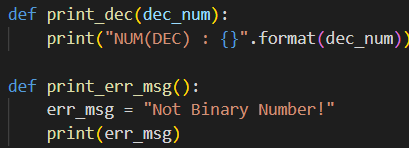 def print_dec(dec_num):
    print("NUM(DEC) : {}".format(dec_num))
def print_err_msg():
    err_msg = "Not Binary Number!"
    print(err_msg)